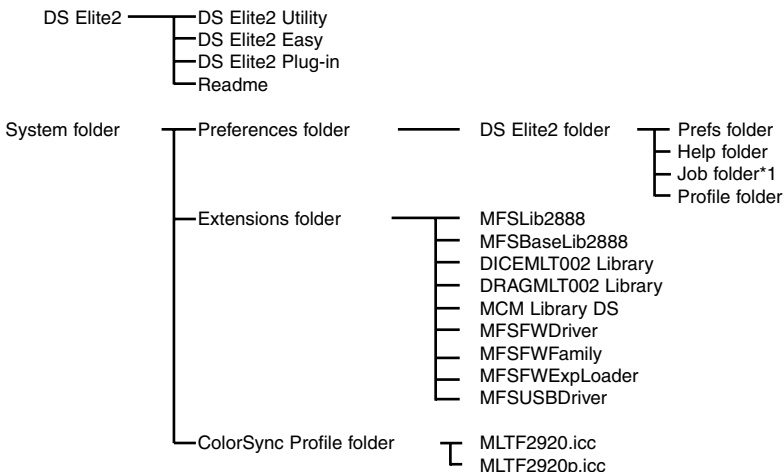 DS Elite2 DS Elite2 Utility
DS Elite2 Easy
DS Elite2 Plug-in
Readme
System folder Preferences folder DS Elite2 folder Prefs folder
Help folder
Job folder*1
Profile folder
Extensions folder MFSLib2888
MFSBaseLib2888
DICEMLT002 Library
DRAGMLT002 Library
MCM Library DS
MFSFWDriver
MFSFWFamily
MFSFWExpLoader
MFSUSBDriver
ColorSync Profile folder MLTF2920.icc
MLTF2920p.icc